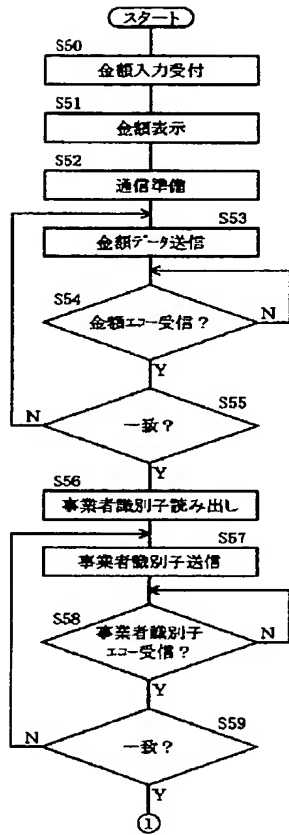 スタート
S50
金額入力受付
S51
金額表示
S52
通信準備
S53
金額データ送信
S54
金額エコー受信？
N
Y
S55
一致？
N
Y
S56
事業者識別子読み出し
S57
事業者識別子送信
S58
事業者識別子
エコー受信？
N
Y
S59
一致？
N
Y
①